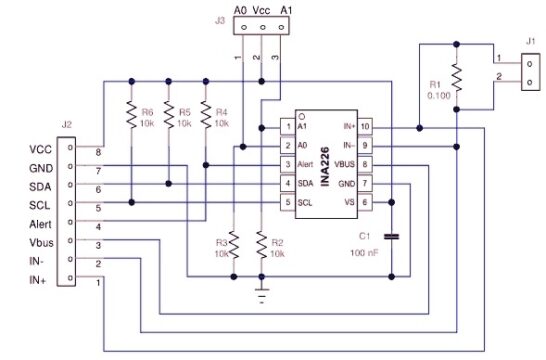 A0 Vcc A1
J3
1 2 3
J1
1
2
R1
0.100
R6
10k
R5
10k
R4
10k
J2
VCC 8
GND 7
SDA 6
SCL 5
Alert 4
Vbus 3
IN- 2
IN+ 1
INA226
1 A1 IN+ 10
2 A0 IN- 9
3 Alert VBUS 8
4 SDA GND 7
5 SCL VS 6
R3
10k
R2
10k
C1
100 nF